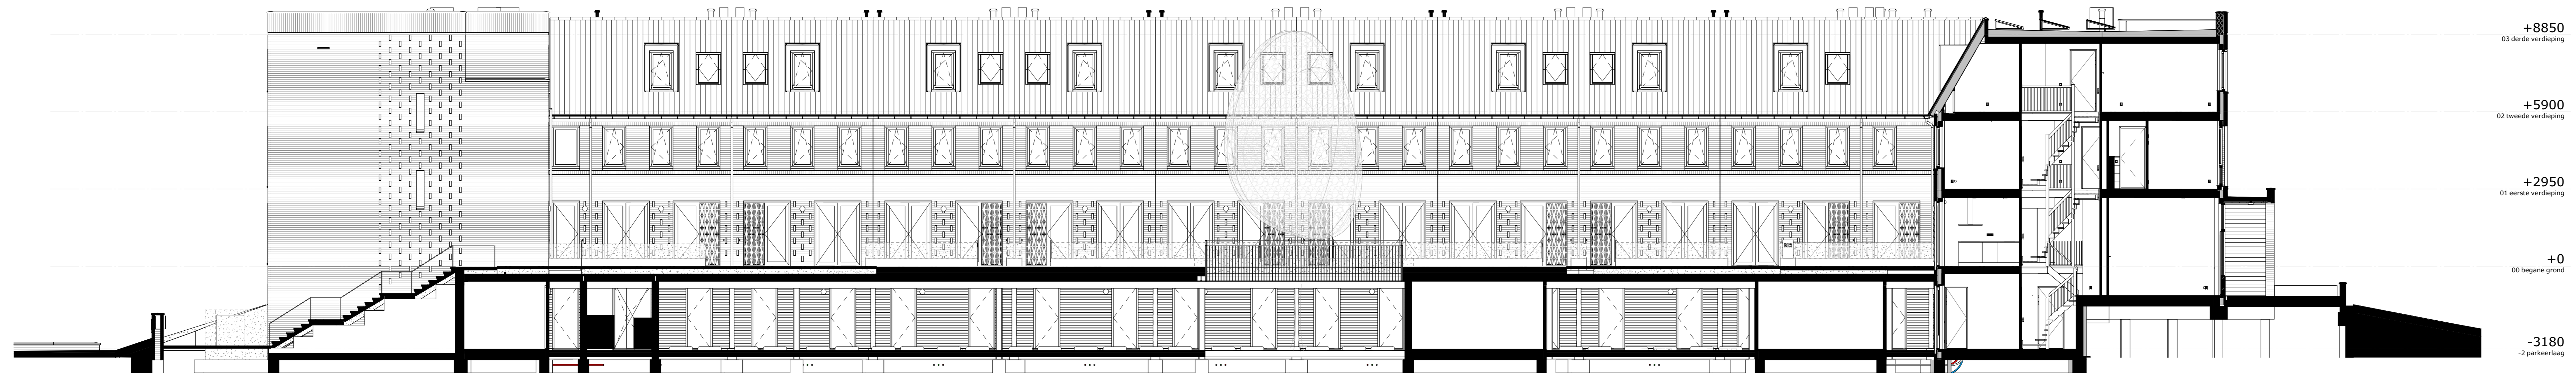 +8850
03 derde verdieping
+5900
02 tweede verdieping
+2950
01 eerste verdieping
+0
00 begane grond
-3180
-2 parkeerlaag